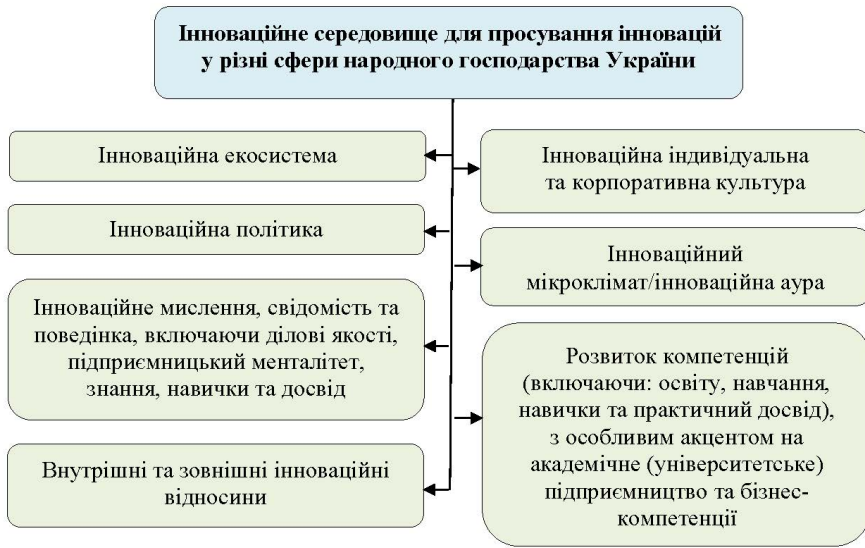 Інноваційне середовище для просування інновацій
у різні сфери народного господарства України
Інноваційна екосистема
Інноваційна індивідуальна
та корпоративна культура
Інноваційна політика
Інноваційний
мікроклімат/інноваційна аура
Інноваційне мислення, свідомість та
поведінка, включаючи ділові якості,
підприємницький менталітет,
знання, навички та досвід
Розвиток компетенцій
(включаючи: освіту, навчання,
навички та практичний досвід),
з особливим акцентом на
академічне (університетське)
підприємництво та бізнес-
компетенції
Внутрішні та зовнішні інноваційні
відносини